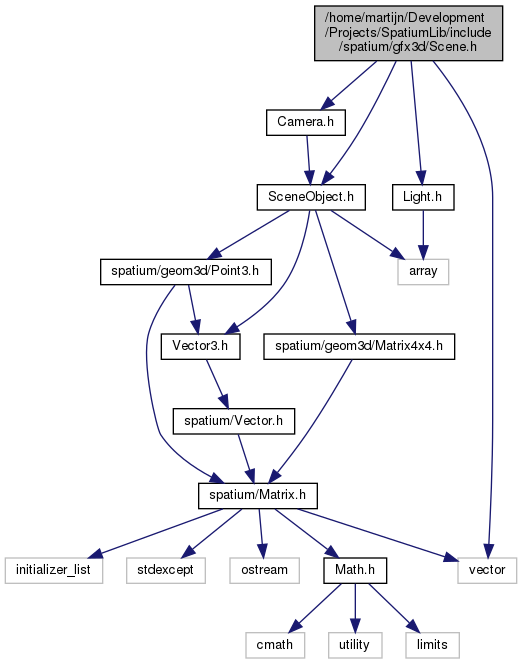 /home/martijn/Development
/Projects/SpatiumLib/include
/spatium/gfx3d/Scene.h
Camera.h
SceneObject.h
Light.h
spatium/geom3d/Point3.h
array
Vector3.h
spatium/geom3d/Matrix4x4.h
spatium/Vector.h
spatium/Matrix.h
initializer_list
stdexcept
ostream
Math.h
vector
cmath
utility
limits